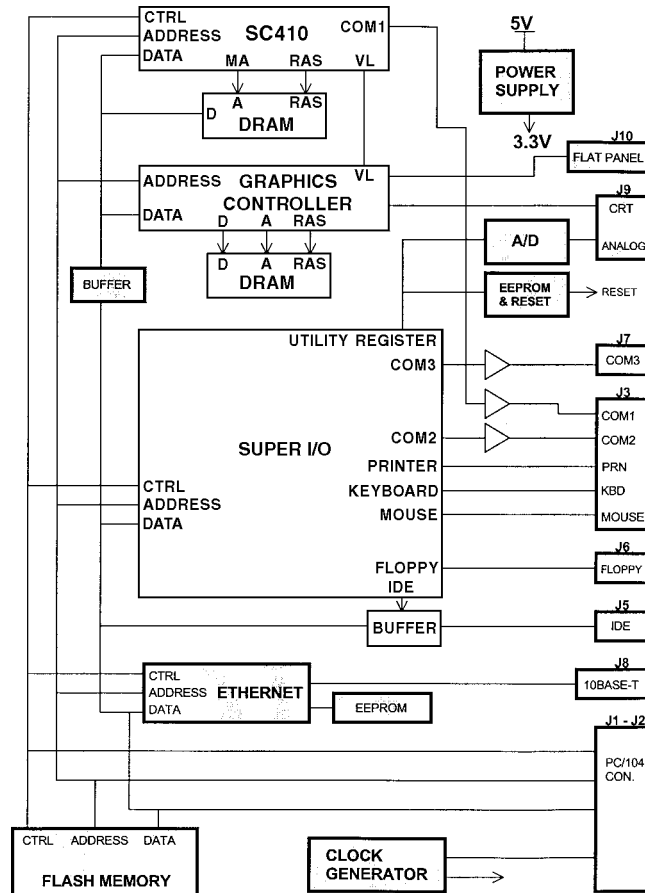 CTRL
ADDRESS
DATA
SC410
COM1
MA RAS VL
D A RAS
DRAM
5V
POWER
SUPPLY
3.3V
J10
FLAT PANEL
ADDRESS
DATA
GRAPHICS
CONTROLLER
VL
D A RAS
D A RAS
DRAM
J9
CRT
ANALOG
A/D
BUFFER
EEPROM
& RESET
RESET
UTILITY REGISTER
COM3
J7
COM3
J3
COM1
COM2
PRN
KBD
MOUSE
SUPER I/O
COM2
PRINTER
KEYBOARD
MOUSE
CTRL
ADDRESS
DATA
FLOPPY
IDE
J6
FLOPPY
BUFFER
J5
IDE
CTRL
ADDRESS
DATA
ETHERNET
EEPROM
J8
10BASE-T
J1 - J2
PC/104
CON.
CTRL ADDRESS DATA
FLASH MEMORY
CLOCK
GENERATOR